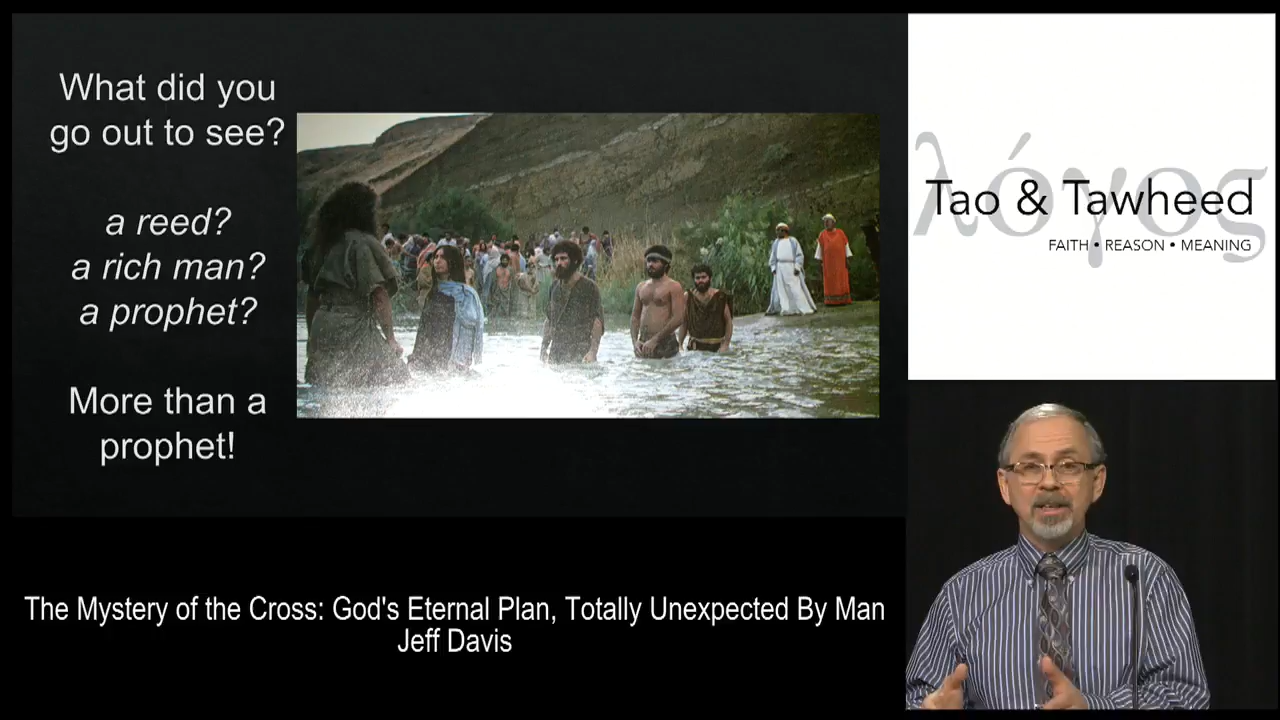 What did you
go out to see?
a reed?
a rich man?
a prophet?
More than a
prophet!
λόγος
Tao & Tawheed
FAITH • REASON • MEANING
The Mystery of the Cross: God's Eternal Plan, Totally Unexpected By Man
Jeff Davis